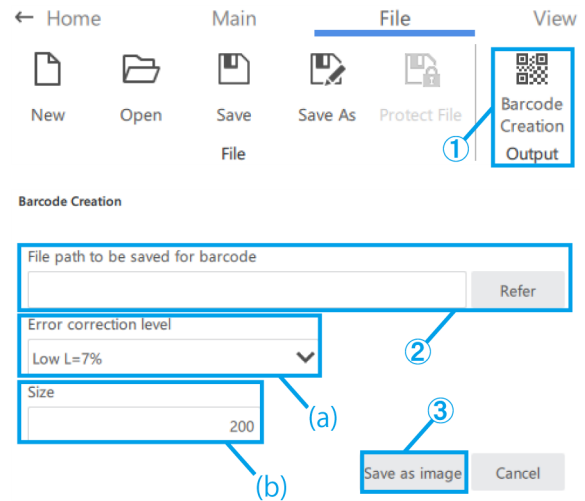 ← Home Main File View
New Open Save Save As Protect File Barcode Creation
File ① Output
Barcode Creation
File path to be saved for barcode
Refer
Error correction level
②
Low L=7%
Size
(a) ③
200
Save as image Cancel
(b)